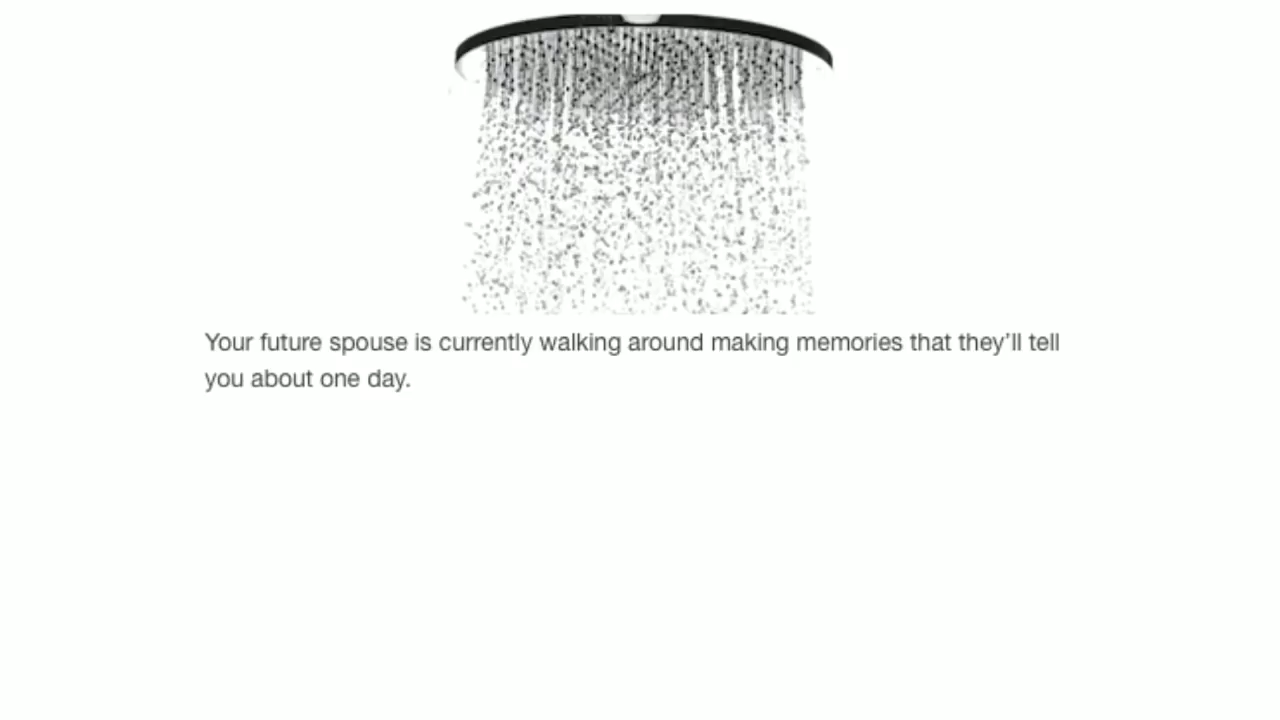 Your future spouse is currently walking around making memories that they’ll tell
you about one day.